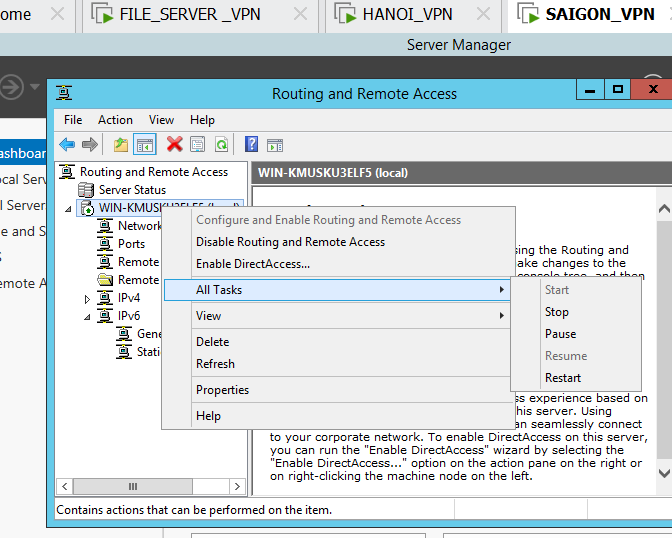 ome
FILE_SERVER _VPN
HANOI_VPN
SAIGON_VPN
Server Manager
Routing and Remote Access
File Action View Help
Routing and Remote Access
Server Status
WIN-KMUSKU3ELF5 (local)
Network
Ports
Remote
Remote
IPv4
IPv6
Gene
Stati
WIN-KMUSKU3ELF5 (local)
ashboar
ocal Serv
l Server
e and S
emote A
Configure and Enable Routing and Remote Access
Disable Routing and Remote Access
Enable DirectAccess...
All Tasks
View
Delete
Refresh
Properties
Help
Start
Stop
Pause
Resume
Restart
sing the Routing and
ake changes to the
console tree, and then
ss experience based on
this server. Using
an seamlessly connect
to your corporate network. To enable DirectAccess on this server,
you can run the "Enable DirectAccess" wizard by selecting the
"Enable DirectAccess..." option on the action pane on the right or
on right-clicking the machine node on the left.
Contains actions that can be performed on the item.